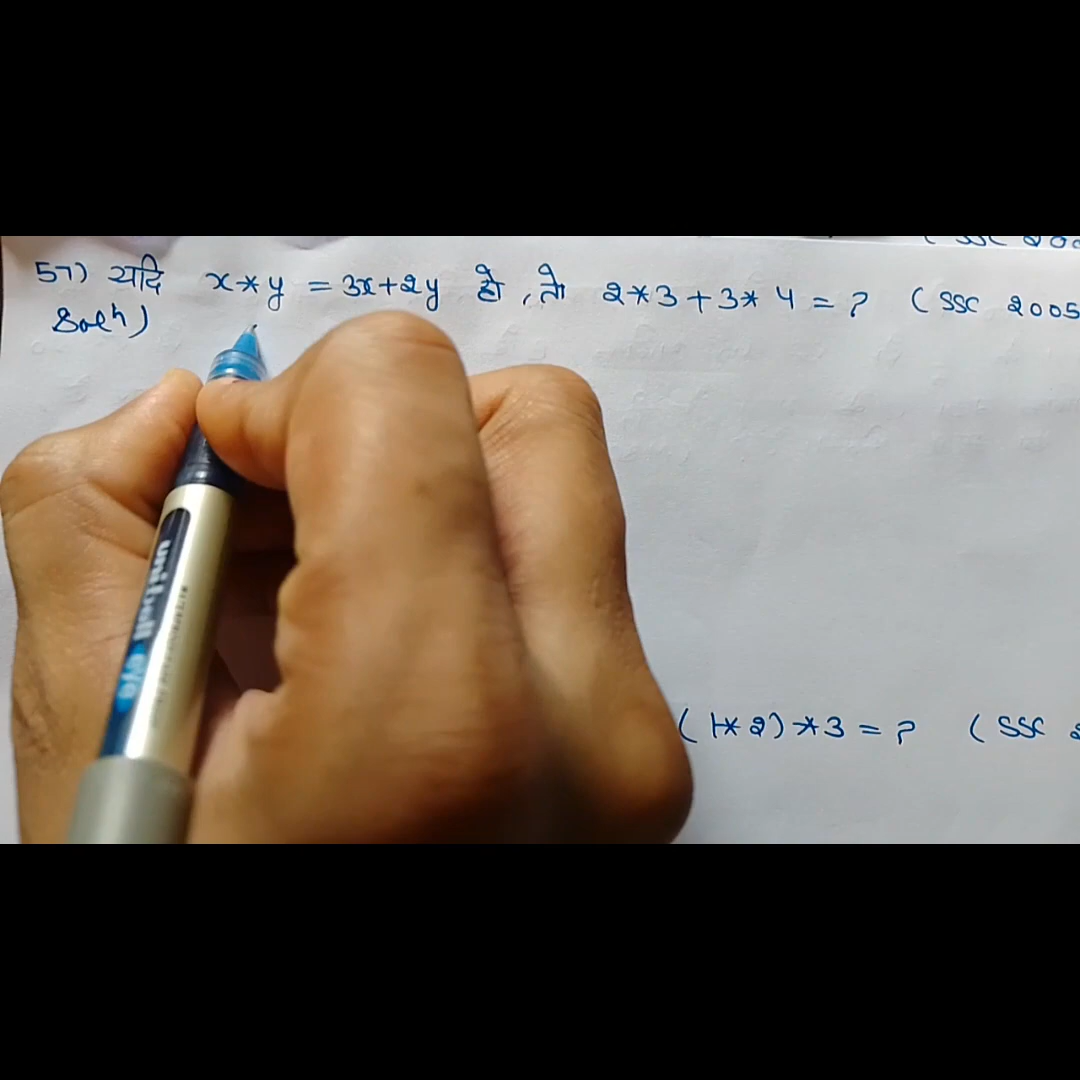 57) यदि x*y = 3x+2y हो, तो 2*3+3*4 = ? (SSC 2005
Solⁿ)
uniball eye
(1*2)*3 = ? (SSC